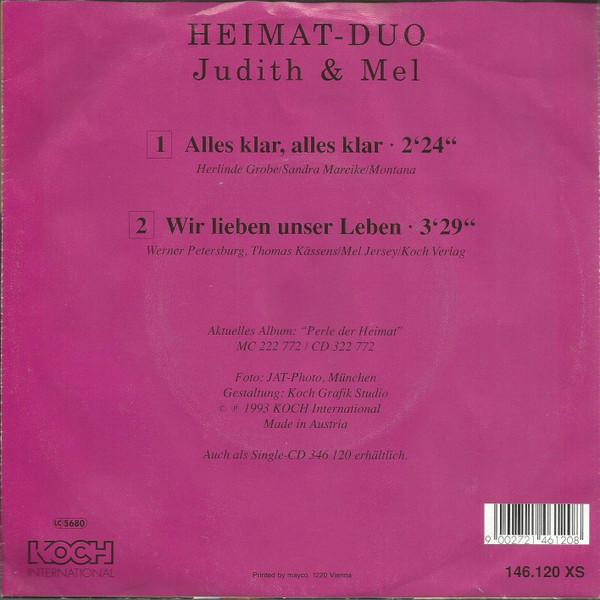 HEIMAT-DUO
Judith & Mel
1 Alles klar, alles klar · 2‘24“
Herlinde Grobe/Sandra Mareike/Montana
2 Wir lieben unser Leben · 3‘29“
Werner Petersburg, Thomas Kässens/Mel Jersey/Koch Verlag
Aktuelles Album: “Perle der Heimat”
MC 222 772 / CD 322 772
Foto: JAT-Photo, München
Gestaltung: Koch Grafik Studio
© ℗ 1993 KOCH International
Made in Austria
Auch als Single-CD 346 120 erhältlich.
LC 5680
KOCH
INTERNATIONAL
Printed by mayco, 1220 Vienna
9 002721 461208
146.120 XS